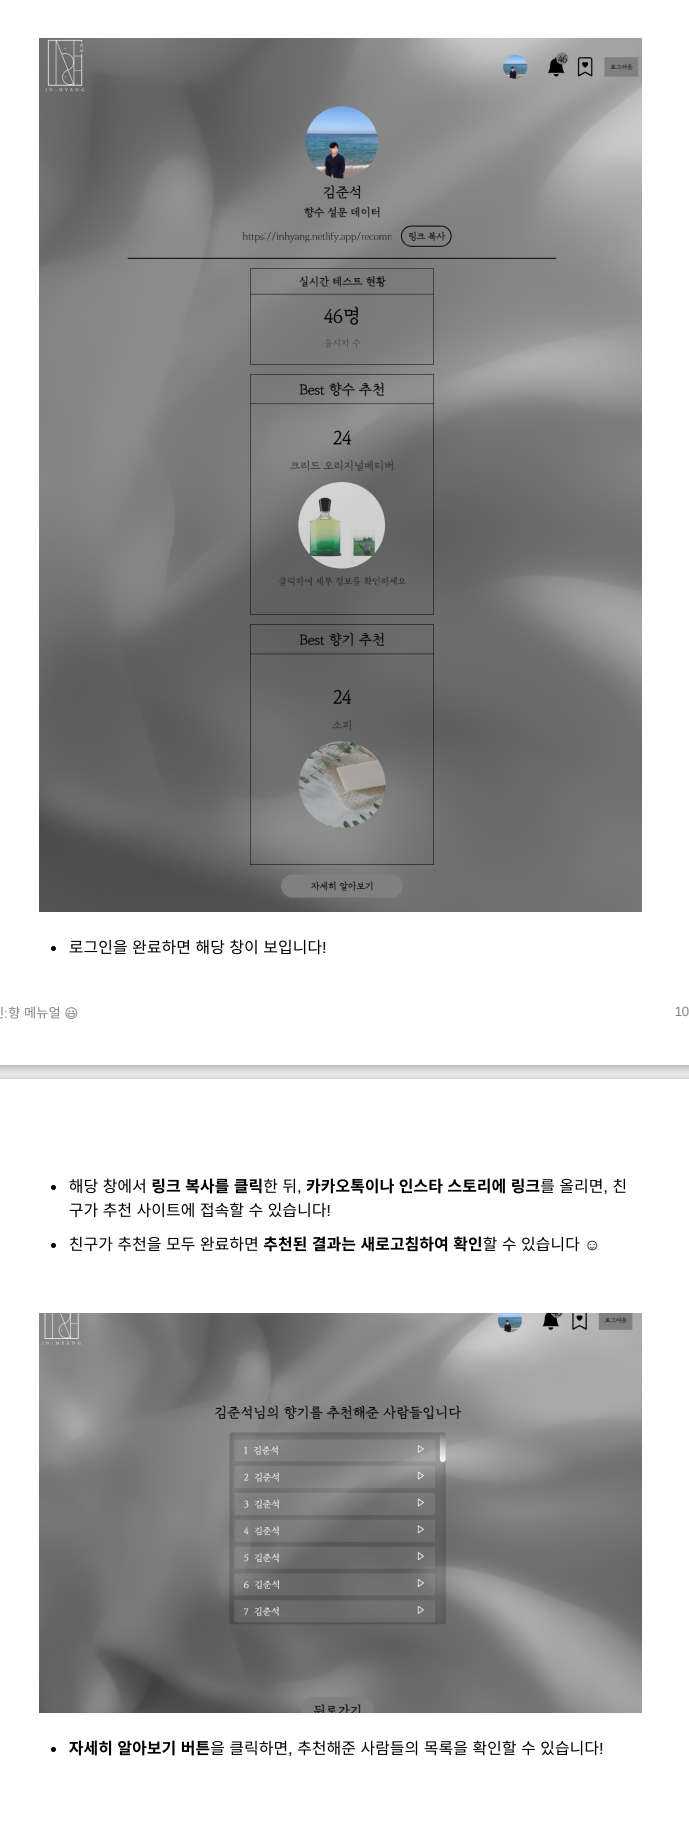 IN:HYANG
46
로그아웃
김준석
향수 설문 데이터
https://inhyang.netlify.app/recomm
링크 복사
실시간 테스트 현황
46명
응시자 수
Best 향수 추천
24
크리드 오리지널베티버
클릭하여 세부 정보를 확인하세요
Best 향기 추천
24
소피
자세히 알아보기
• 로그인을 완료하면 해당 창이 보입니다!
인:향 메뉴얼 😃
10
• 해당 창에서 링크 복사를 클릭한 뒤, 카카오톡이나 인스타 스토리에 링크를 올리면, 친
구가 추천 사이트에 접속할 수 있습니다!
• 친구가 추천을 모두 완료하면 추천된 결과는 새로고침하여 확인할 수 있습니다 ☺
IN:HYANG
로그아웃
김준석님의 향기를 추천해준 사람들입니다
1 김준석
2 김준석
3 김준석
4 김준석
5 김준석
6 김준석
7 김준석
뒤로가기
• 자세히 알아보기 버튼을 클릭하면, 추천해준 사람들의 목록을 확인할 수 있습니다!